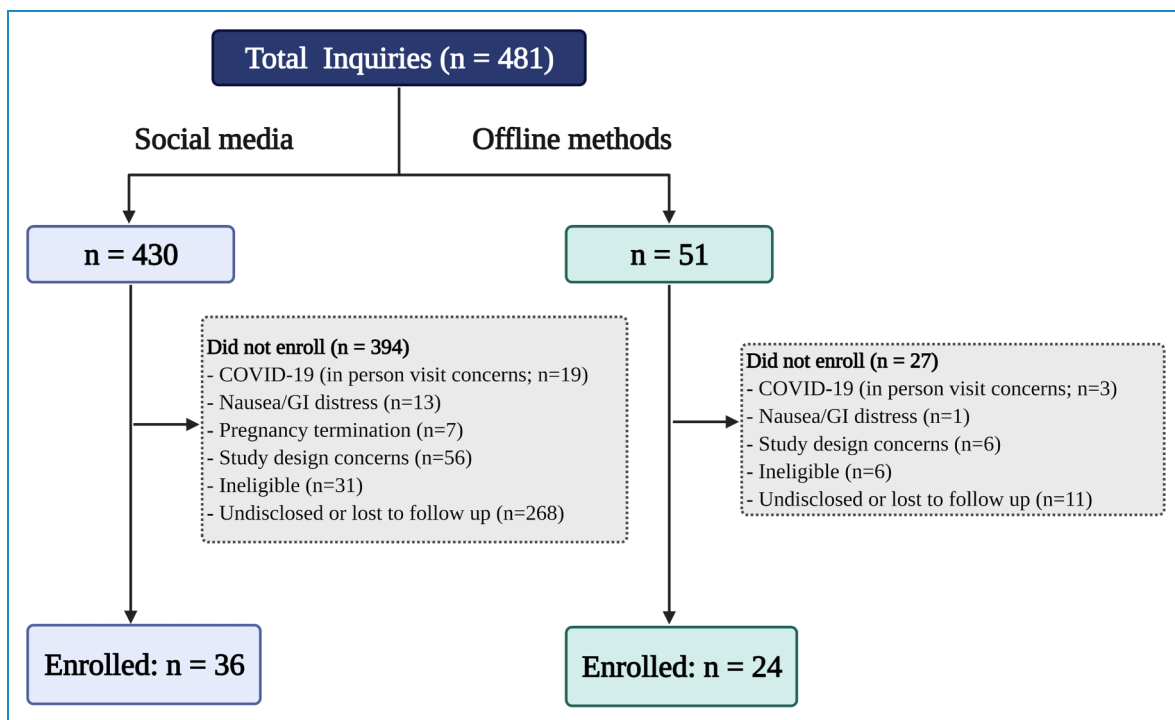 Total Inquiries (n = 481)
Social media
Offline methods
n = 430
n = 51
Did not enroll (n = 394)
- COVID-19 (in person visit concerns; n=19)
- Nausea/GI distress (n=13)
- Pregnancy termination (n=7)
- Study design concerns (n=56)
- Ineligible (n=31)
- Undisclosed or lost to follow up (n=268)
Did not enroll (n = 27)
- COVID-19 (in person visit concerns; n=3)
- Nausea/GI distress (n=1)
- Study design concerns (n=6)
- Ineligible (n=6)
- Undisclosed or lost to follow up (n=11)
Enrolled: n = 36
Enrolled: n = 24